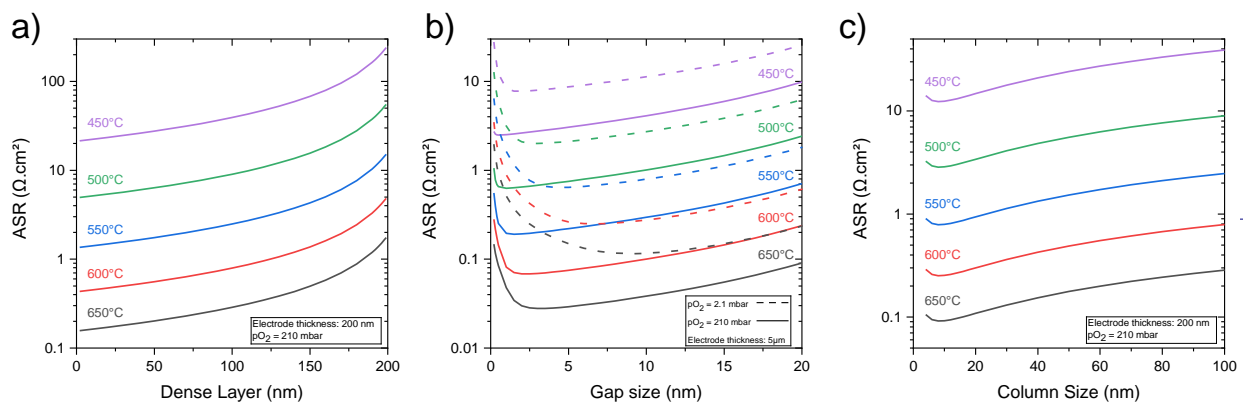 a)
ASR (Ω.cm²)
100
10
1
0.1
450°C
500°C
550°C
600°C
650°C
Electrode thickness: 200 nm
pO2 = 210 mbar
0 50 100 150 200
Dense Layer (nm)
b)
ASR (Ω.cm²)
10
1
0.1
0.01
450°C
500°C
550°C
600°C
650°C
pO2 = 2.1 mbar
pO2 = 210 mbar
Electrode thickness: 5µm
0 5 10 15 20
Gap size (nm)
c)
ASR (Ω.cm²)
10
1
0.1
450°C
500°C
550°C
600°C
650°C
Electrode thickness: 200 nm
pO2 = 210 mbar
0 20 40 60 80 100
Column Size (nm)